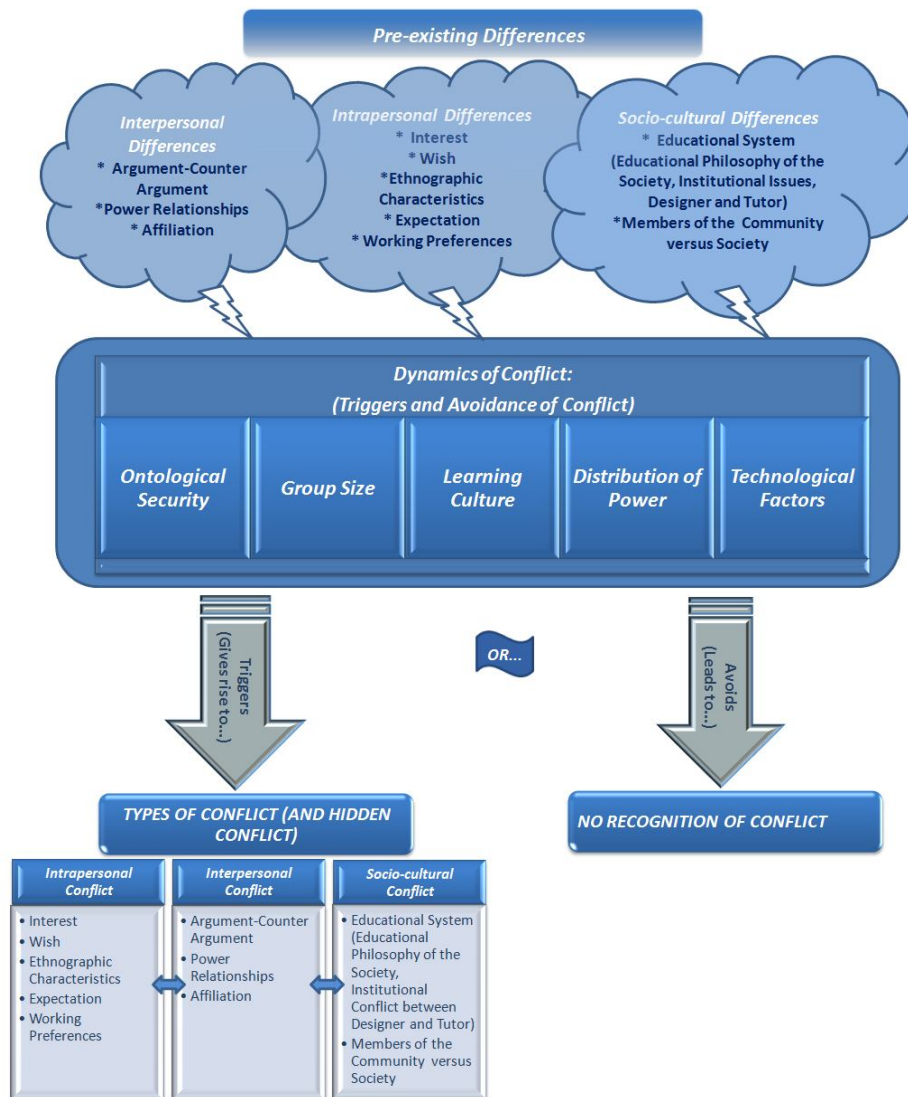 Pre-existing Differences
Interpersonal
Differences
* Argument-Counter
Argument
*Power Relationships
* Affiliation
Intrapersonal Differences
* Interest
* Wish
*Ethnographic
Characteristics
* Expectation
* Working Preferences
Socio-cultural Differences
* Educational System
(Educational Philosophy of the
Society, Institutional Issues,
Designer and Tutor)
*Members of the Community
versus Society
Dynamics of Conflict:
(Triggers and Avoidance of Conflict)
Ontological
Security
Group Size
Learning
Culture
Distribution of
Power
Technological
Factors
Triggers
(Gives rise to...)
OR...
Avoids
(Leads to...)
TYPES OF CONFLICT (AND HIDDEN
CONFLICT)
NO RECOGNITION OF CONFLICT
Intrapersonal
Conflict
• Interest
• Wish
• Ethnographic
Characteristics
• Expectation
• Working
Preferences
Interpersonal
Conflict
• Argument-Counter
Argument
• Power
Relationships
• Affiliation
Socio-cultural
Conflict
• Educational System
(Educational
Philosophy of the
Society,
Institutional
Conflict between
Designer and Tutor)
• Members of the
Community versus
Society